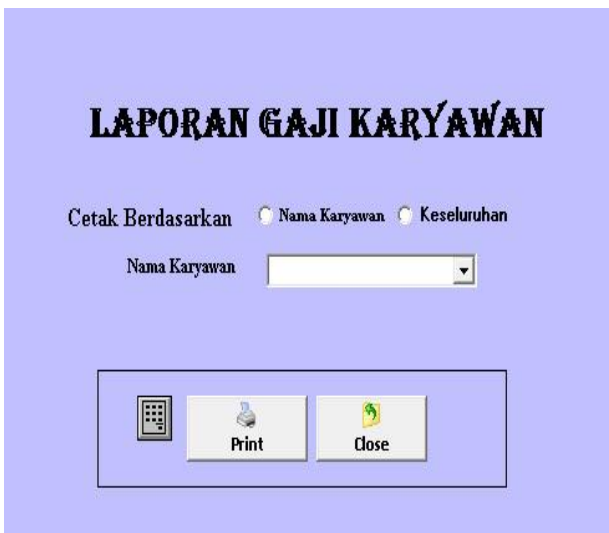 LAPORAN GAJI KARYAWAN
Cetak Berdasarkan Nama Karyawan Keseluruhan
Nama Karyawan
Print Close